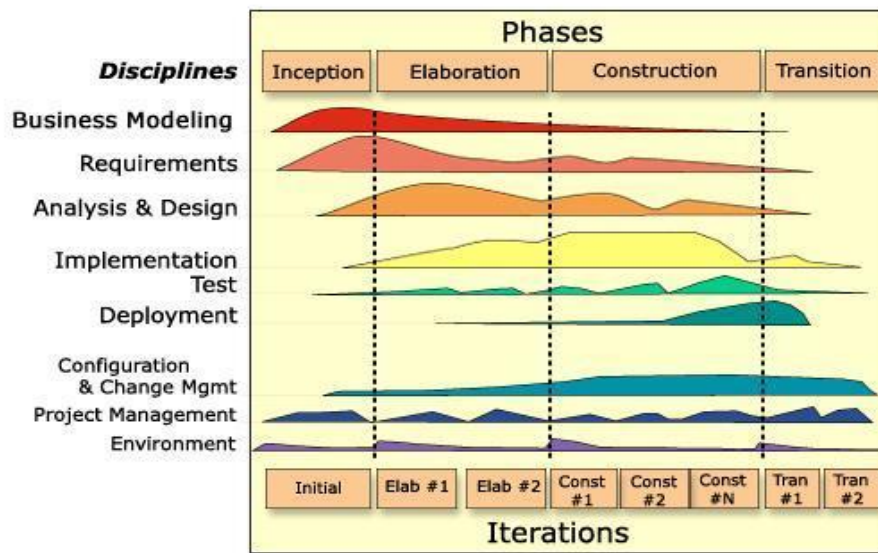 Phases
Disciplines
Inception
Elaboration
Construction
Transition
Business Modeling
Requirements
Analysis & Design
Implementation
Test
Deployment
Configuration
& Change Mgmt
Project Management
Environment
Initial
Elab #1
Elab #2
Const
#1
Const
#2
Const
#N
Tran
#1
Tran
#2
Iterations